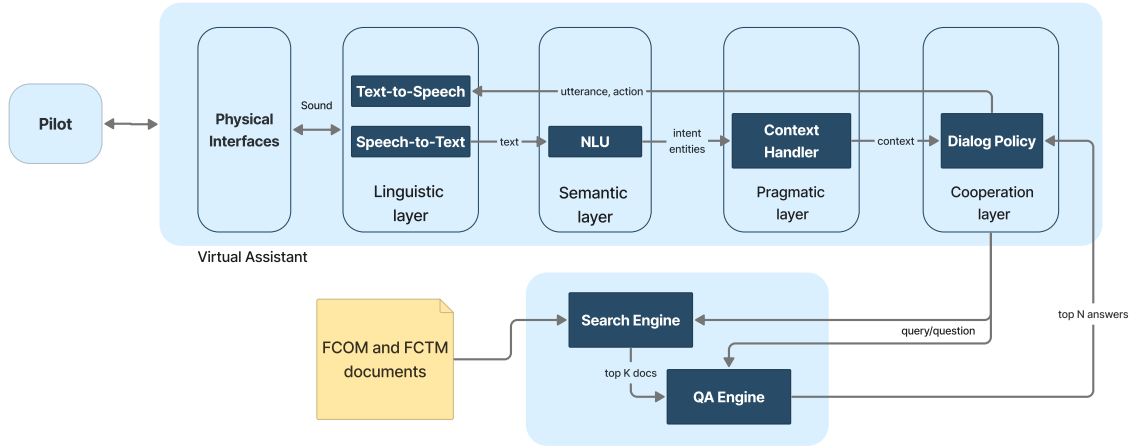 Pilot
Physical
Interfaces
Sound
Text-to-Speech
Speech-to-Text
Linguistic
layer
utterance, action
text
NLU
Semantic
layer
intent
entities
Context
Handler
Pragmatic
layer
context
Dialog Policy
Cooperation
layer
Virtual Assistant
FCOM and FCTM
documents
Search Engine
top K docs
QA Engine
query/question
top N answers